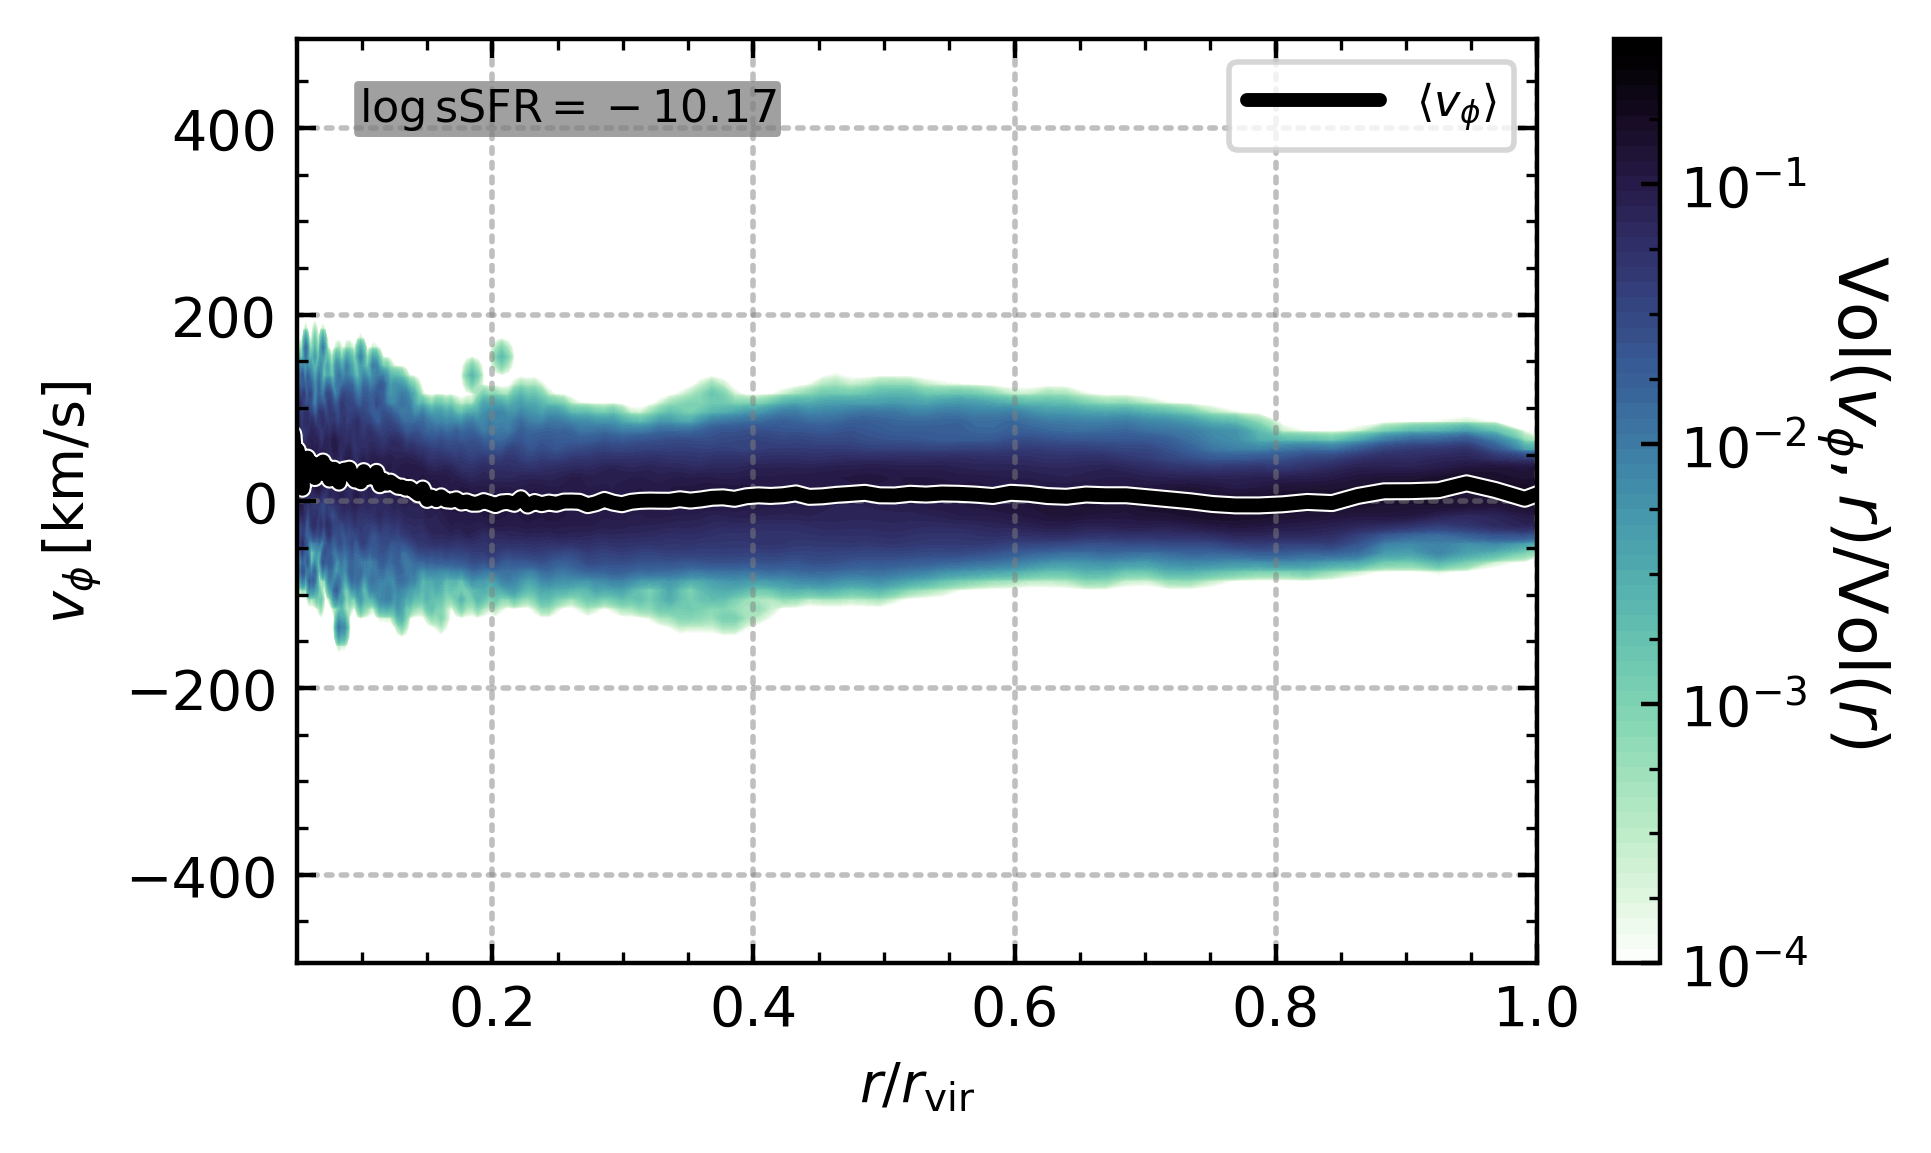 log sSFR = − 10.17
⟨v_ϕ⟩
400
200
0
−200
−400
v_ϕ [km/s]
0.2 0.4 0.6 0.8 1.0
r/r_vir
10^−1
10^−2
10^−3
10^−4
Vol(v_ϕ, r)/Vol(r)